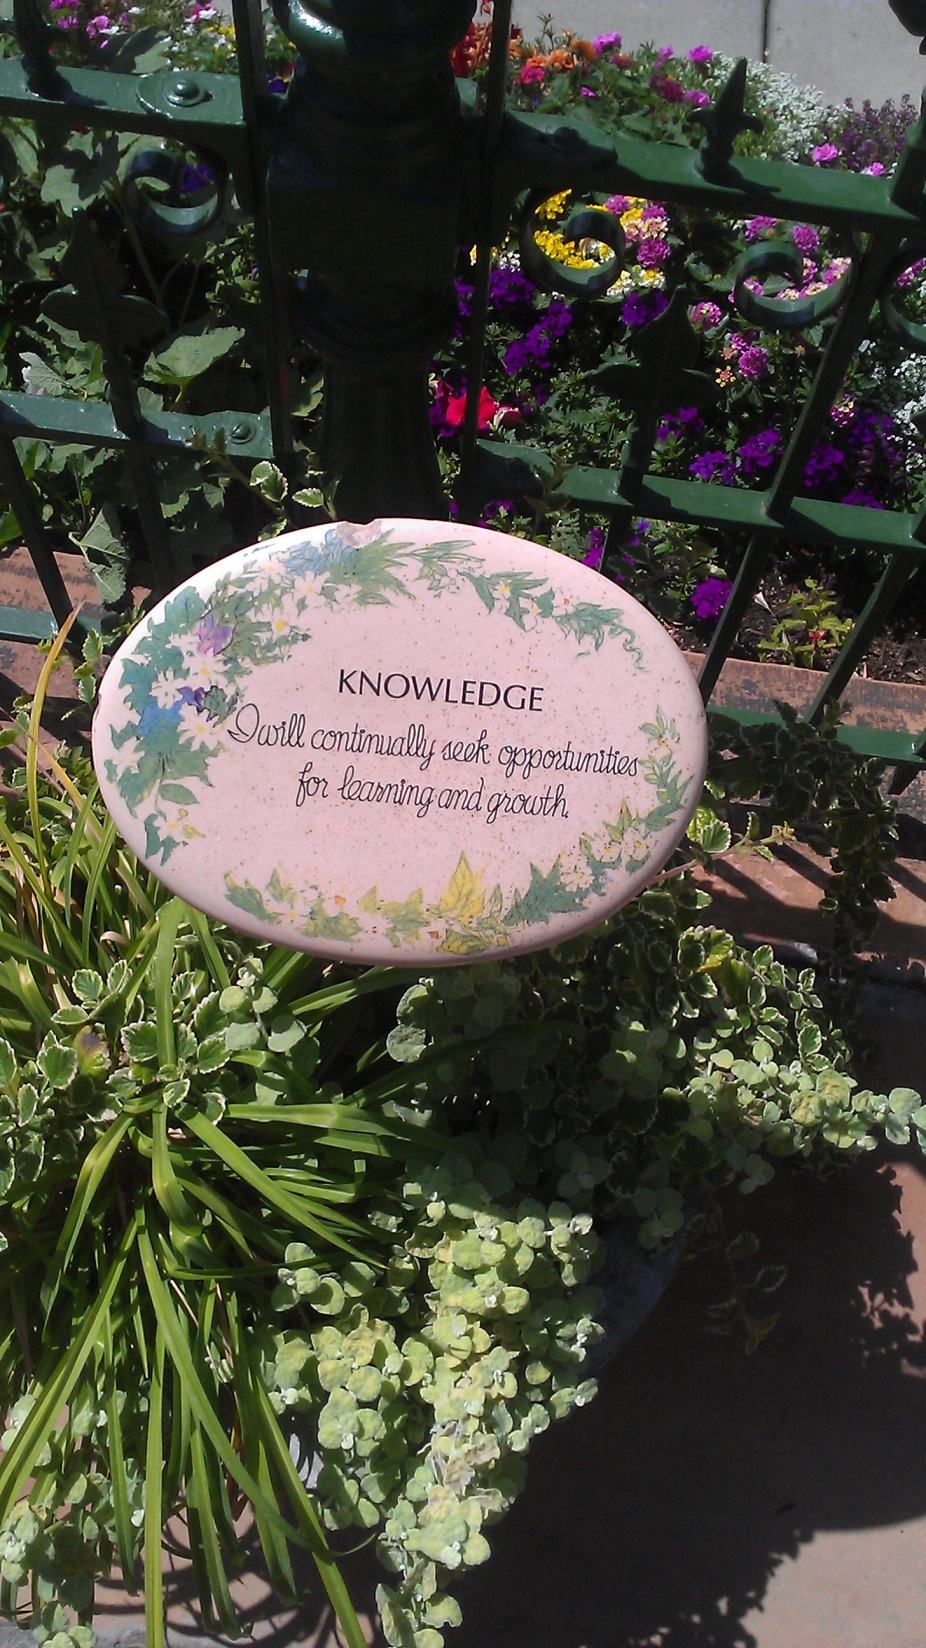 KNOWLEDGE
I will continually seek opportunities
for learning and growth.